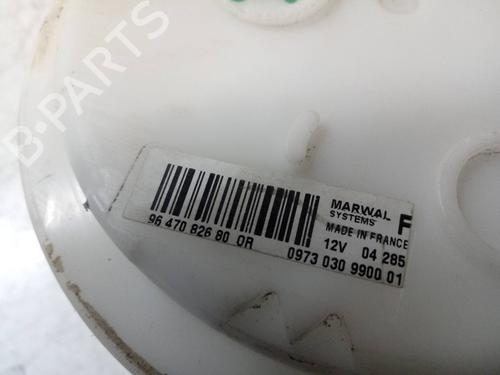 B-PARTS
MARWAL
SYSTEMS
F
MADE IN FRANCE
12V 04 285
96 470 826 80 0R
0973 030 9900 01